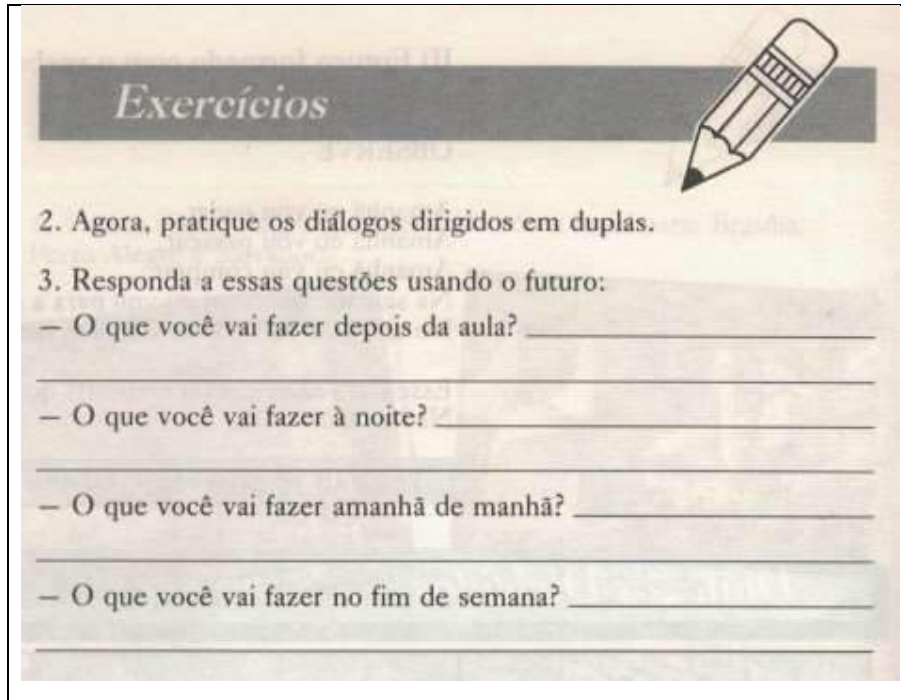 Exercícios
2. Agora, pratique os diálogos dirigidos em duplas.
3. Responda a essas questões usando o futuro:
— O que você vai fazer depois da aula?
— O que você vai fazer à noite?
— O que você vai fazer amanhã de manhã?
— O que você vai fazer no fim de semana?